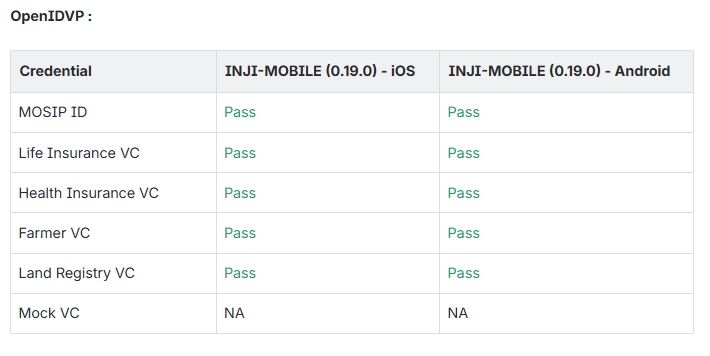 OpenIDVP :
Credential INJI-MOBILE (0.19.0) - iOS INJI-MOBILE (0.19.0) - Android
MOSIP ID Pass Pass
Life Insurance VC Pass Pass
Health Insurance VC Pass Pass
Farmer VC Pass Pass
Land Registry VC Pass Pass
Mock VC NA NA